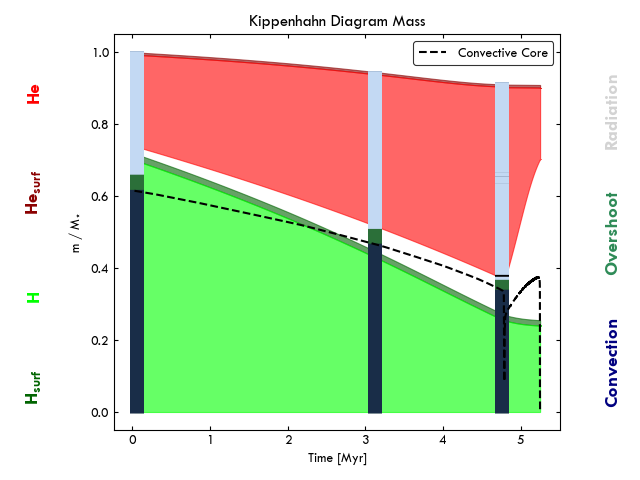 Kippenhahn Diagram Mass
Convective Core
1.0
0.8
0.6
0.4
0.2
0.0
m / M⋆
0 1 2 3 4 5
Time [Myr]
He
He_surf
H
H_surf
Radiation
Overshoot
Convection